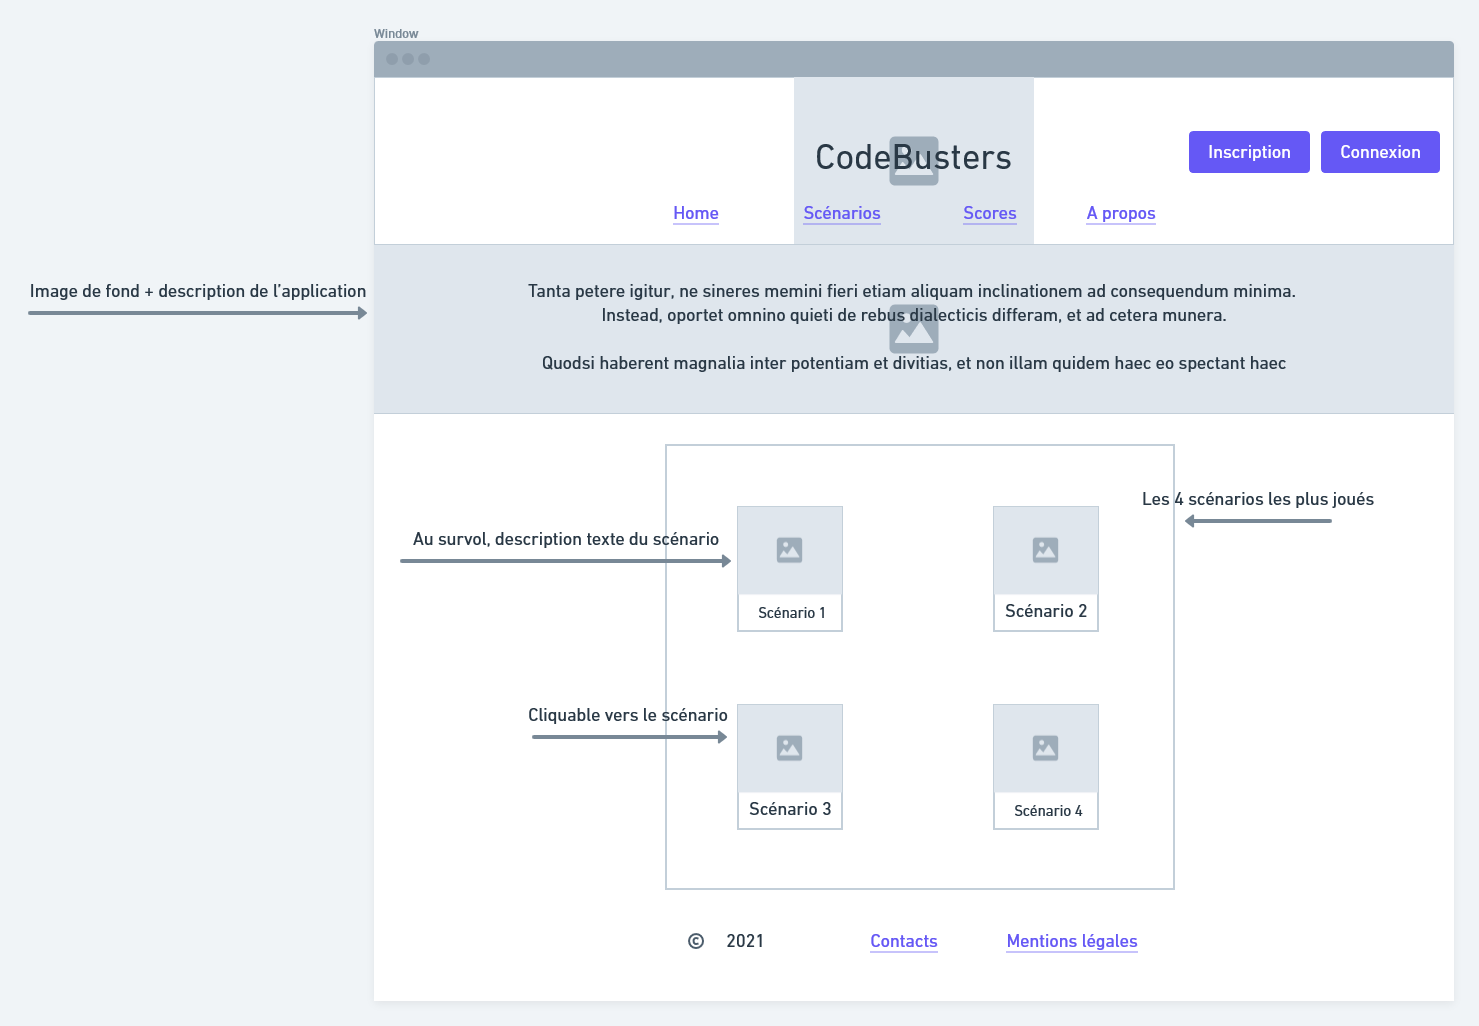 Window
CodeBusters
Inscription
Connexion
Home
Scénarios
Scores
A propos
Image de fond + description de l'application
Tanta petere igitur, ne sineres memini fieri etiam aliquam inclinationem ad consequendum minima.
Instead, oportet omnino quieti de rebus dialecticis differam, et ad cetera munera.
Quodsi haberent magnalia inter potentiam et divitias, et non illam quidem haec eo spectant haec
Les 4 scénarios les plus joués
Au survol, description texte du scénario
Scénario 1
Scénario 2
Cliquable vers le scénario
Scénario 3
Scénario 4
© 2021
Contacts
Mentions légales